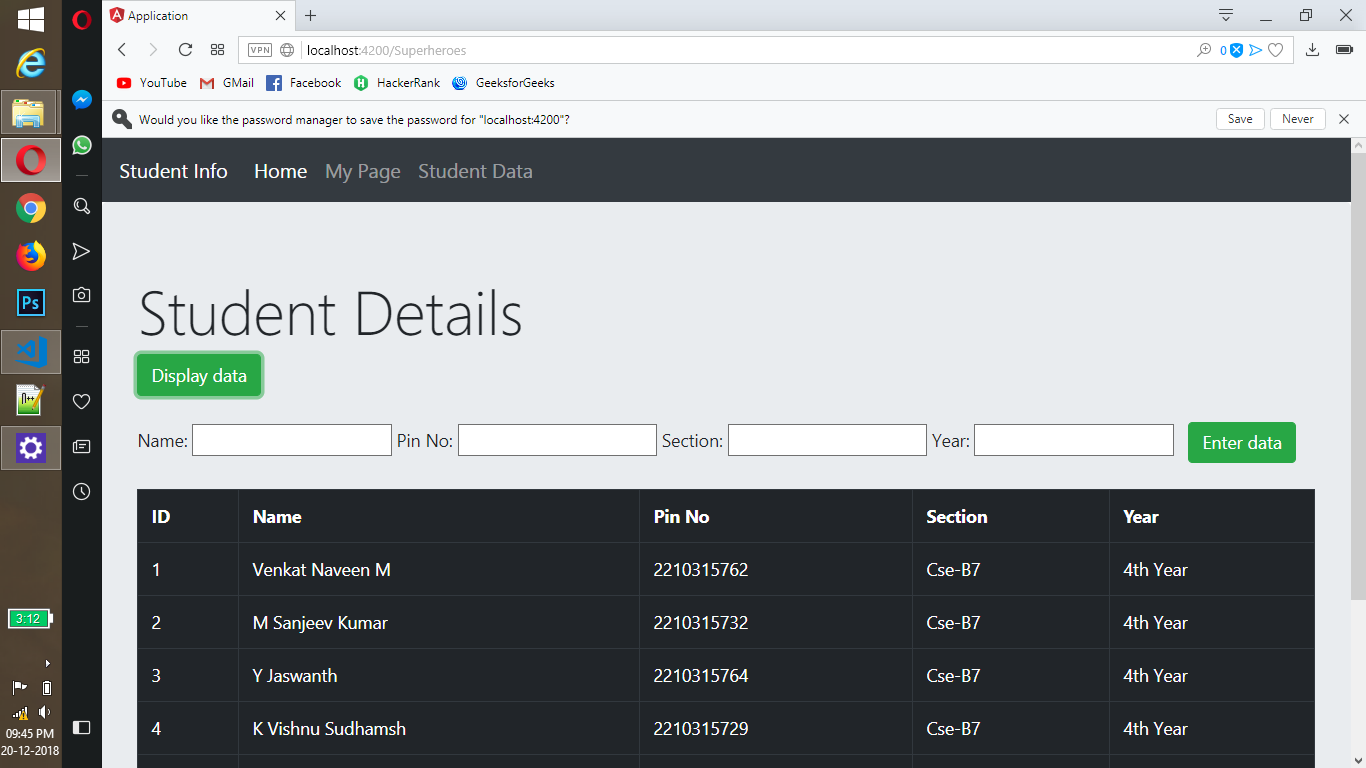 Application
VPN localhost:4200/Superheroes 0
YouTube GMail Facebook HackerRank GeeksforGeeks
Would you like the password manager to save the password for "localhost:4200"? Save Never
Student Info Home My Page Student Data
Student Details
Display data
Name: Pin No: Section: Year: Enter data
ID Name Pin No Section Year
1 Venkat Naveen M 2210315762 Cse-B7 4th Year
2 M Sanjeev Kumar 2210315732 Cse-B7 4th Year
3 Y Jaswanth 2210315764 Cse-B7 4th Year
4 K Vishnu Sudhamsh 2210315729 Cse-B7 4th Year
Ps
n++
3:12
09:45 PM
20-12-2018